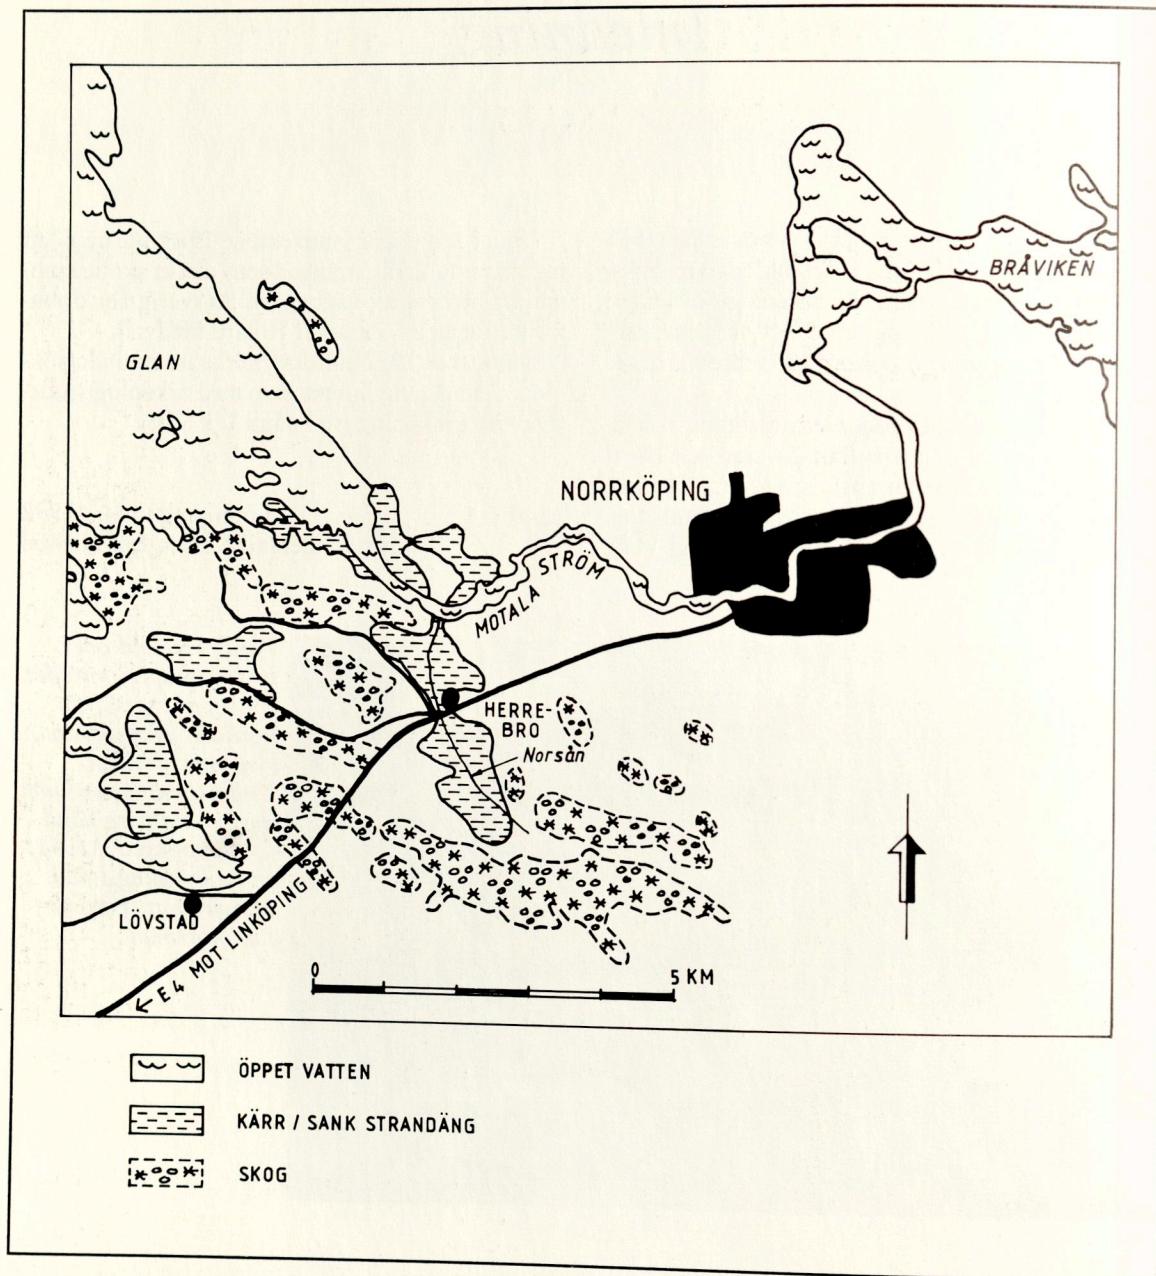 GLAN
BRÅVIKEN
NORRKÖPING
MOTALA STRÖM
HERRE-
BRO
Norsån
LÖVSTAD
← E4 MOT LINKÖPING
0 5 KM
ÖPPET VATTEN
KÄRR / SANK STRANDÄNG
SKOG